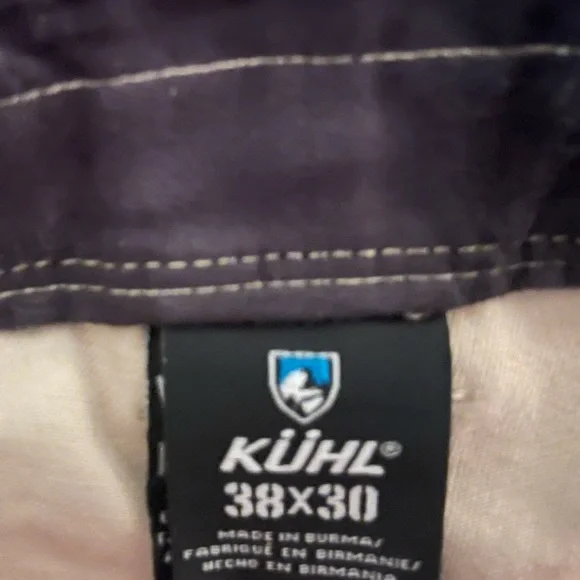 KÜHL®
38X30
MADE IN BURMA/
FABRIQUÉ EN BIRMANIE/
HECHO EN BIRMANIA